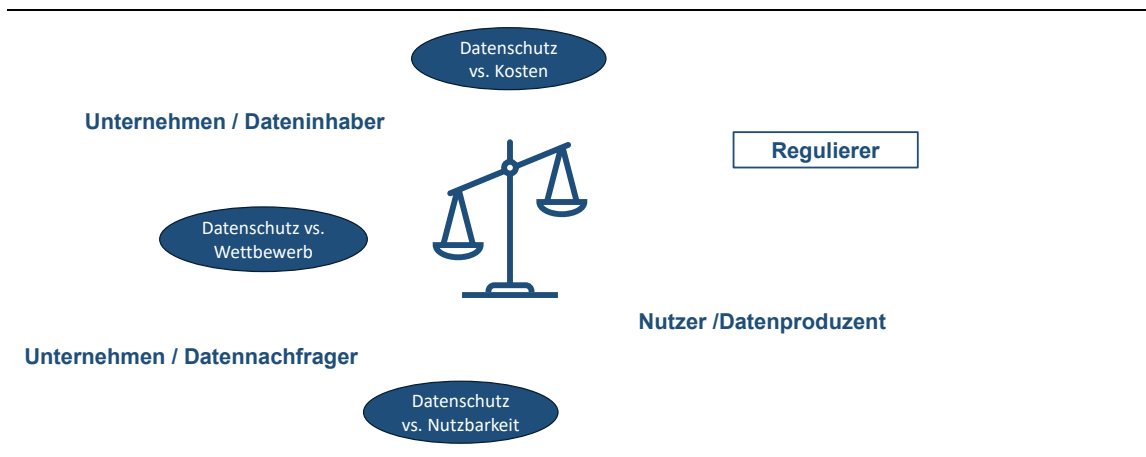 Datenschutz
vs. Kosten
Unternehmen / Dateninhaber
Regulierer
Datenschutz vs.
Wettbewerb
Nutzer /Datenproduzent
Unternehmen / Datennachfrager
Datenschutz
vs. Nutzbarkeit